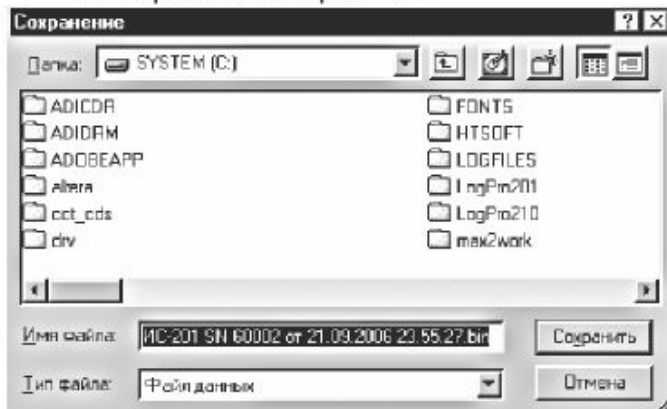 Сохранение
Папка: SYSTEM (C:)
ADICDR
ADIDRM
ADOBEAPP
altera
cct_cds
drv
FONTS
HTSOFT
LOGFILES
LogPro201
LogPro210
max2work
Имя файла: ИС-201 SN 60002 от 21.09.2006 23.55.27.bin
Сохранить
Тип файла: Файл данных
Отмена